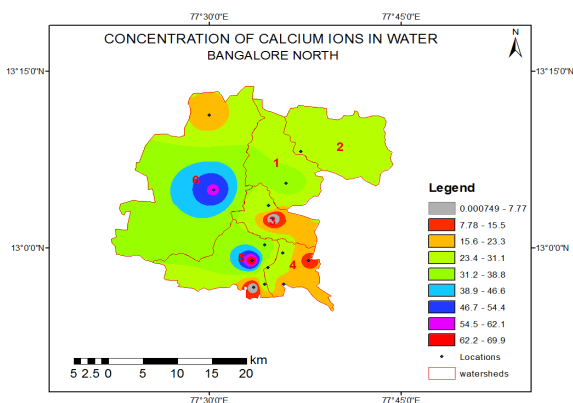 77°30'0"E 77°45'0"E
CONCENTRATION OF CALCIUM IONS IN WATER
BANGALORE NORTH
N
13°15'0"N 13°15'0"N
2
1
13°0'0"N 13°0'0"N
4
Legend
0.000749 - 7.77
7.78 - 15.5
15.6 - 23.3
23.4 - 31.1
31.2 - 38.8
38.9 - 46.6
46.7 - 54.4
54.5 - 62.1
62.2 - 69.9
Locations
watersheds
km
5 2.5 0 5 10 15 20
77°30'0"E 77°45'0"E